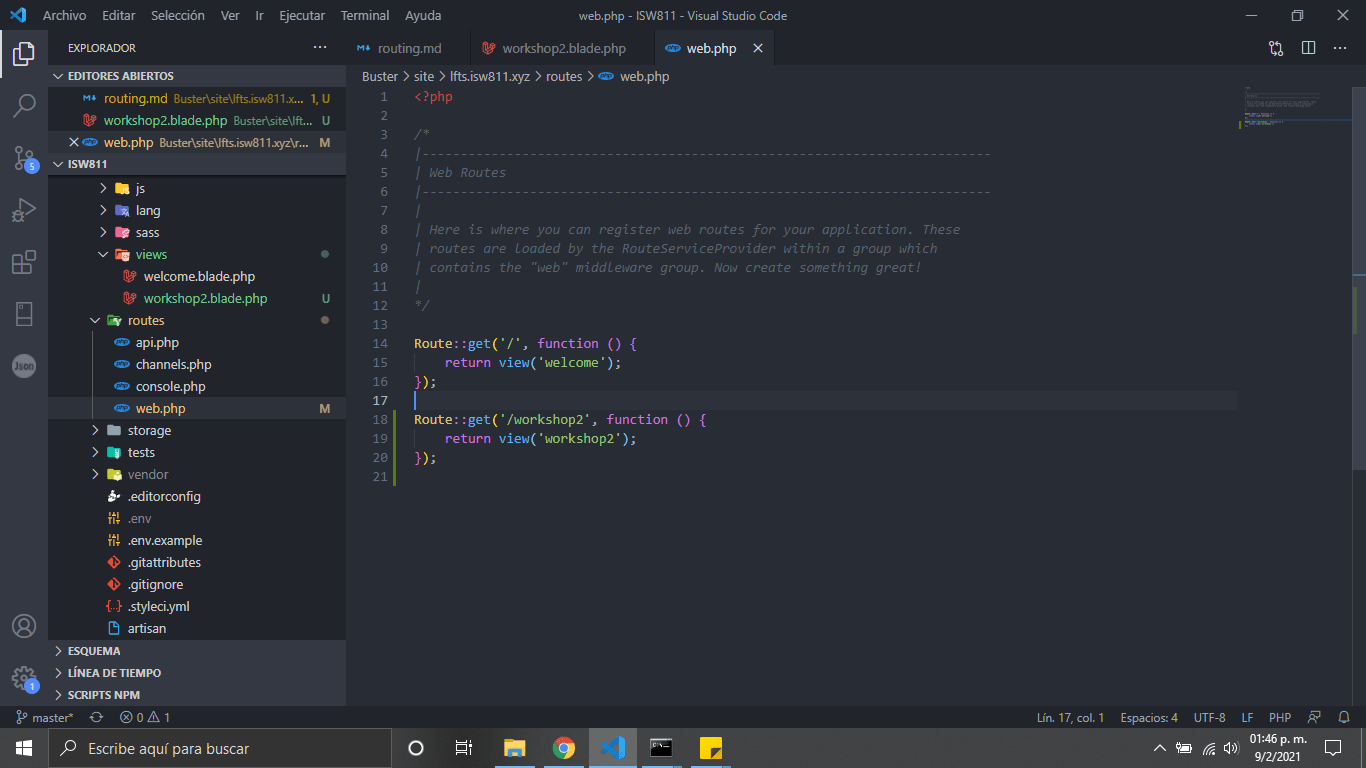 Archivo Editar Selección Ver Ir Ejecutar Terminal Ayuda
web.php - ISW811 - Visual Studio Code
EXPLORADOR
EDITORES ABIERTOS
routing.md Buster\site\lfts.isw811.x... 1, U
workshop2.blade.php Buster\site\lft... U
web.php Buster\site\lfts.isw811.xyz\r... M
ISW811
js
lang
sass
views
welcome.blade.php
workshop2.blade.php U
routes
api.php
channels.php
console.php
web.php M
storage
tests
vendor
.editorconfig
.env
.env.example
.gitattributes
.gitignore
.styleci.yml
artisan
ESQUEMA
LÍNEA DE TIEMPO
SCRIPTS NPM
5
Json
1
routing.md workshop2.blade.php web.php
Buster > site > lfts.isw811.xyz > routes > web.php
1 <?php
2
3 /*
4 |--------------------------------------------------------------------------
5 | Web Routes
6 |--------------------------------------------------------------------------
7 |
8 | Here is where you can register web routes for your application. These
9 | routes are loaded by the RouteServiceProvider within a group which
10 | contains the "web" middleware group. Now create something great!
11 |
12 */
13
14 Route::get('/', function () {
15 return view('welcome');
16 });
17
18 Route::get('/workshop2', function () {
19 return view('workshop2');
20 });
21
master* 0 1
Lín. 17, col. 1 Espacios: 4 UTF-8 LF PHP
Escribe aquí para buscar
01:46 p. m.
9/2/2021